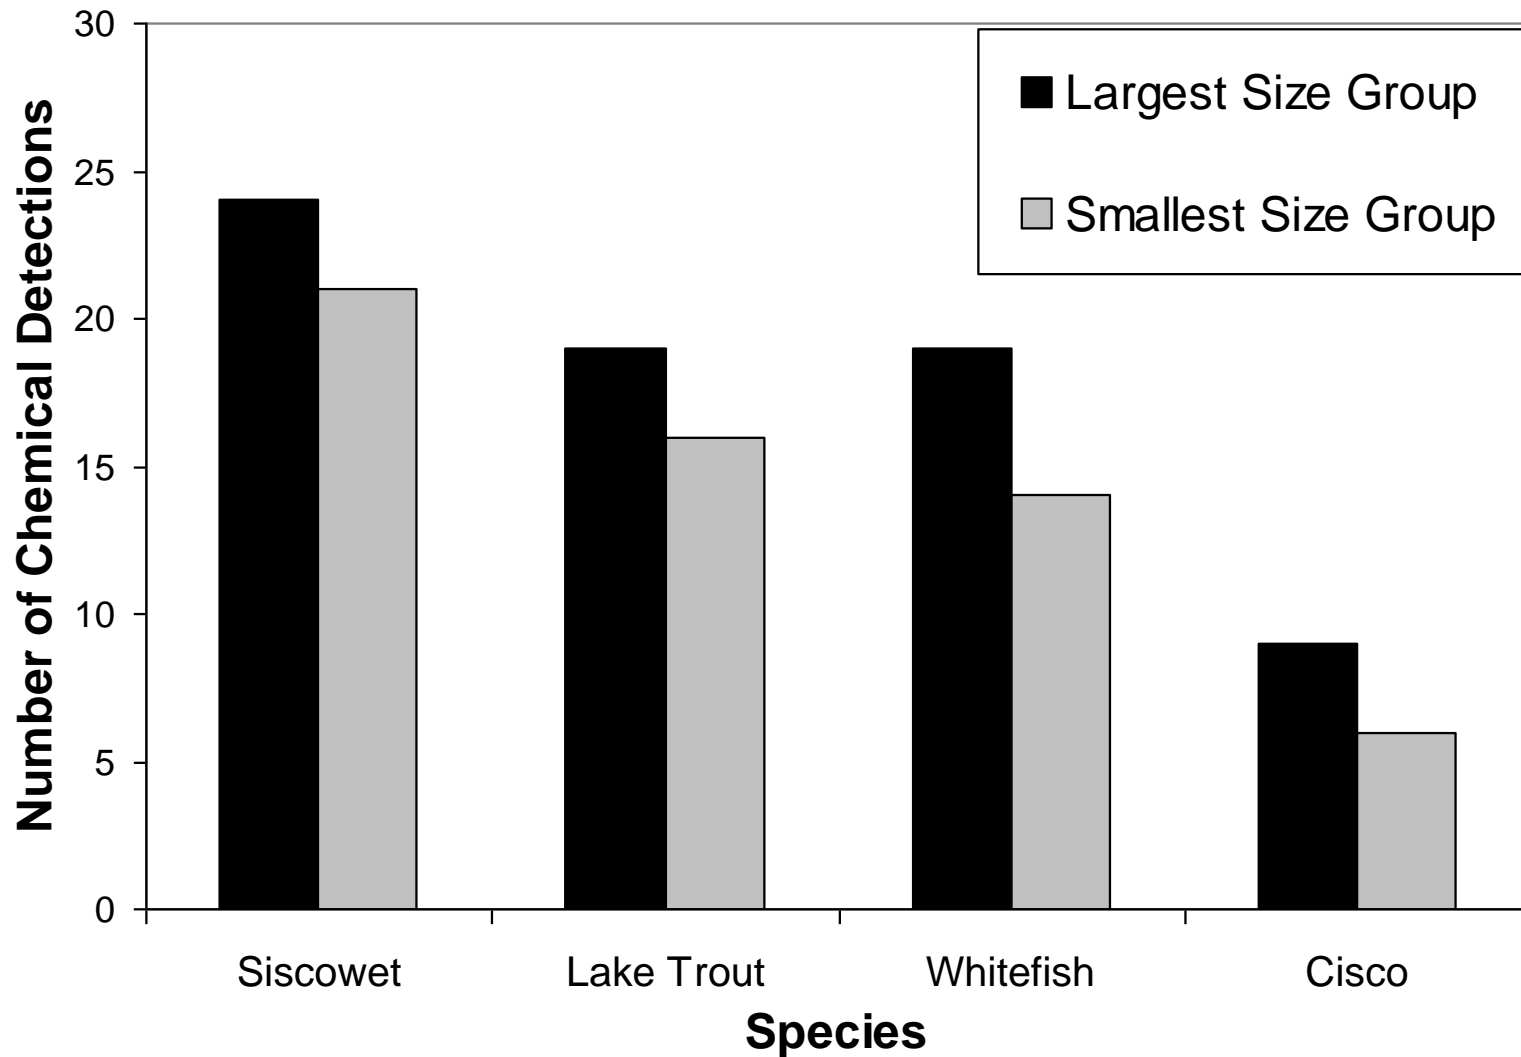 Number of Chemical Detections
30
25
20
15
10
5
0
Largest Size Group
Smallest Size Group
Siscowet
Lake Trout
Whitefish
Cisco
Species